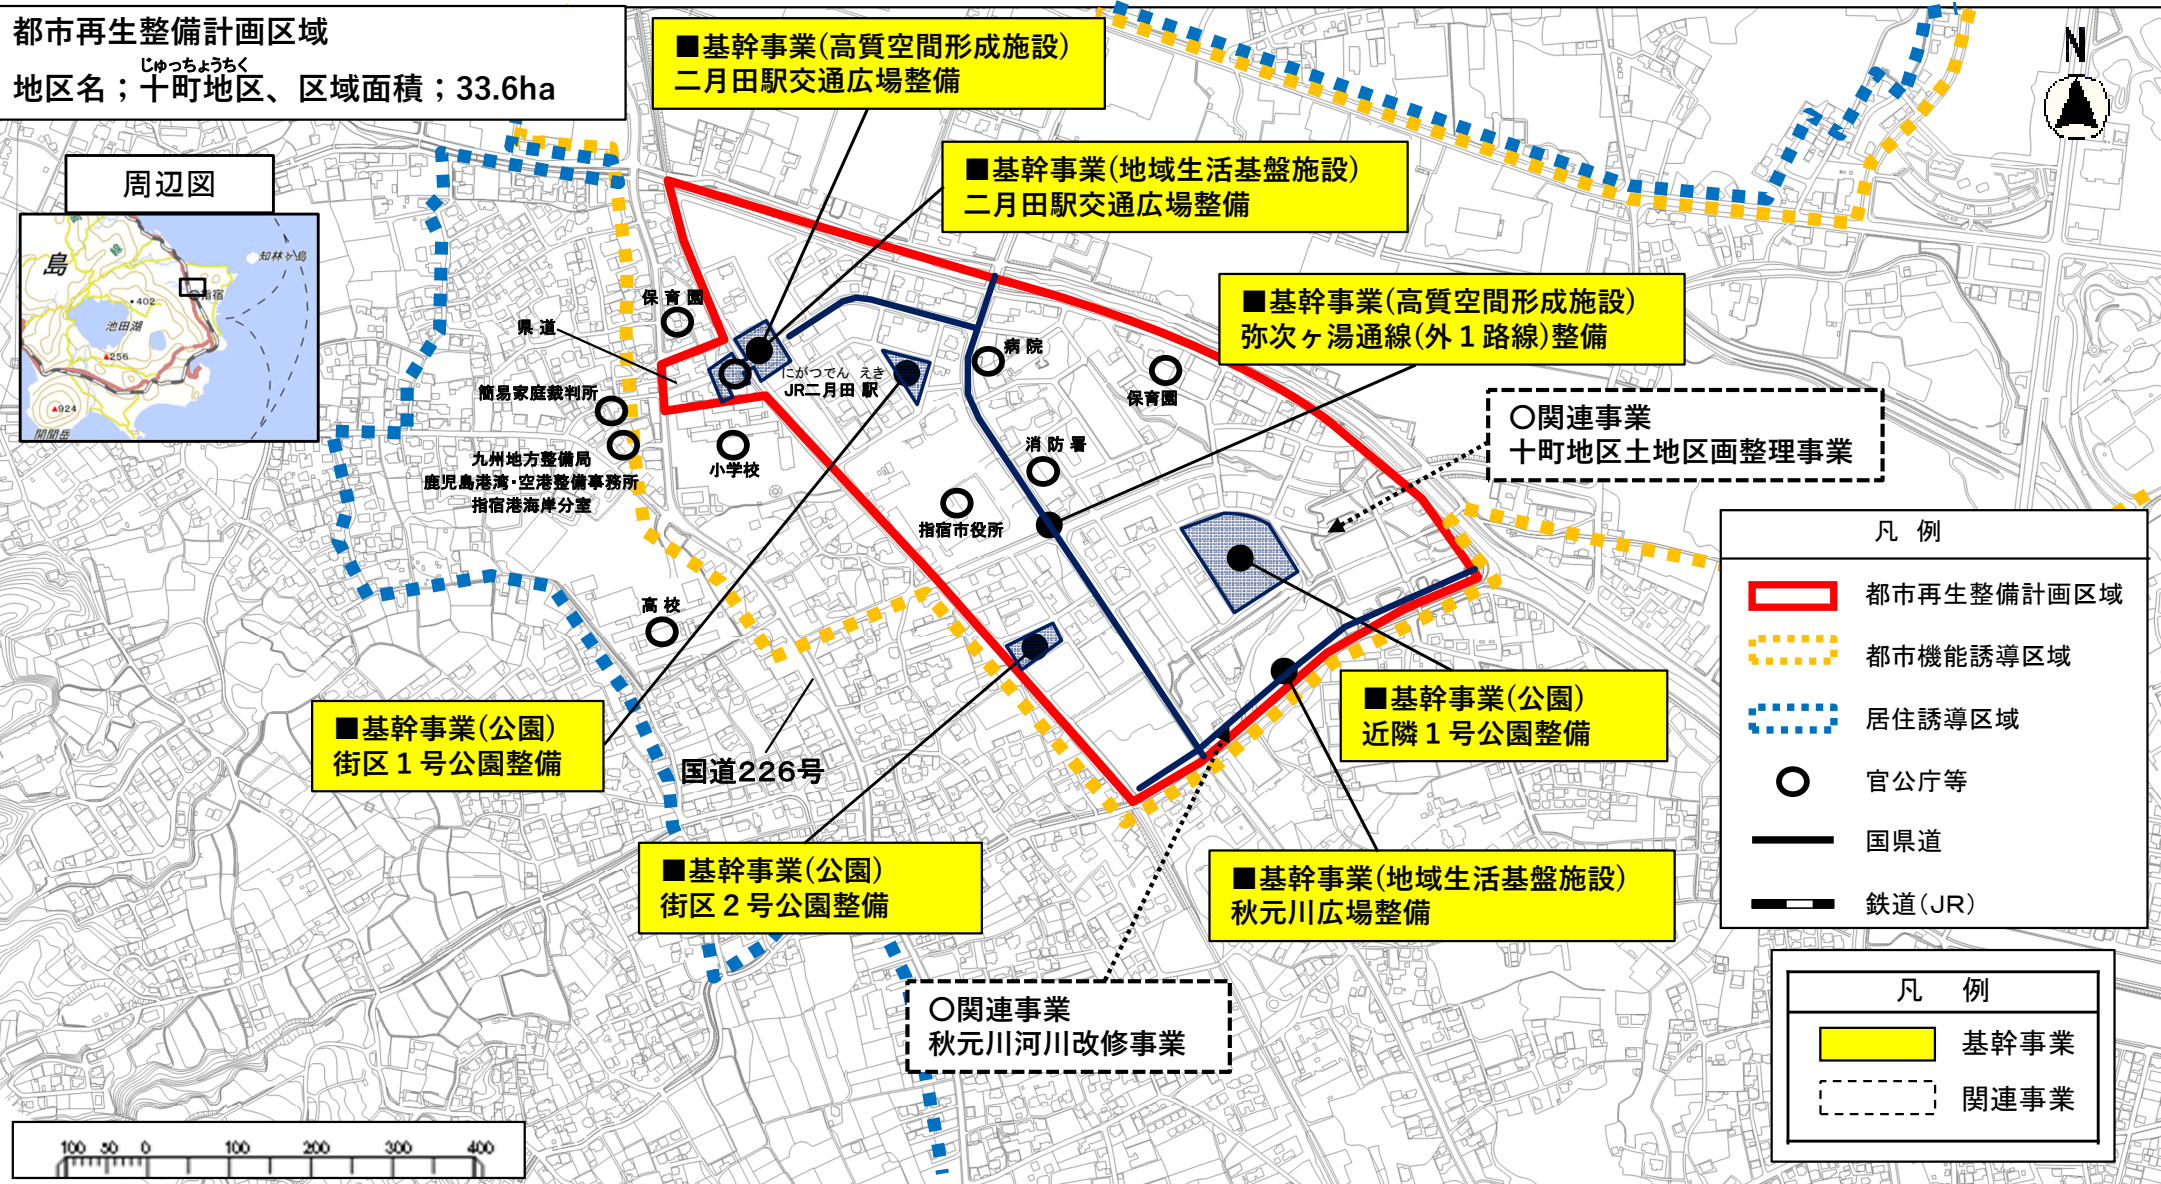 都市再生整備計画区域
じゅっちょうちく
地区名；十町地区、区域面積；33.6ha
周辺図
島
知林ヶ島
402
指宿
池田湖
256
924
開聞岳
■基幹事業(高質空間形成施設)
二月田駅交通広場整備
■基幹事業(地域生活基盤施設)
二月田駅交通広場整備
■基幹事業(高質空間形成施設)
弥次ヶ湯通線(外１路線)整備
○関連事業
十町地区土地区画整理事業
N
保育園
県道
にがつでん えき
JR二月田 駅
病院
保育園
簡易家庭裁判所
九州地方整備局
鹿児島港湾・空港整備事務所
指宿港海岸分室
小学校
消防署
指宿市役所
高校
国道226号
■基幹事業(公園)
街区１号公園整備
■基幹事業(公園)
近隣１号公園整備
■基幹事業(公園)
街区２号公園整備
■基幹事業(地域生活基盤施設)
秋元川広場整備
○関連事業
秋元川河川改修事業
凡 例
都市再生整備計画区域
都市機能誘導区域
居住誘導区域
官公庁等
国県道
鉄道(JR)
凡 例
基幹事業
関連事業
100 50 0 100 200 300 400